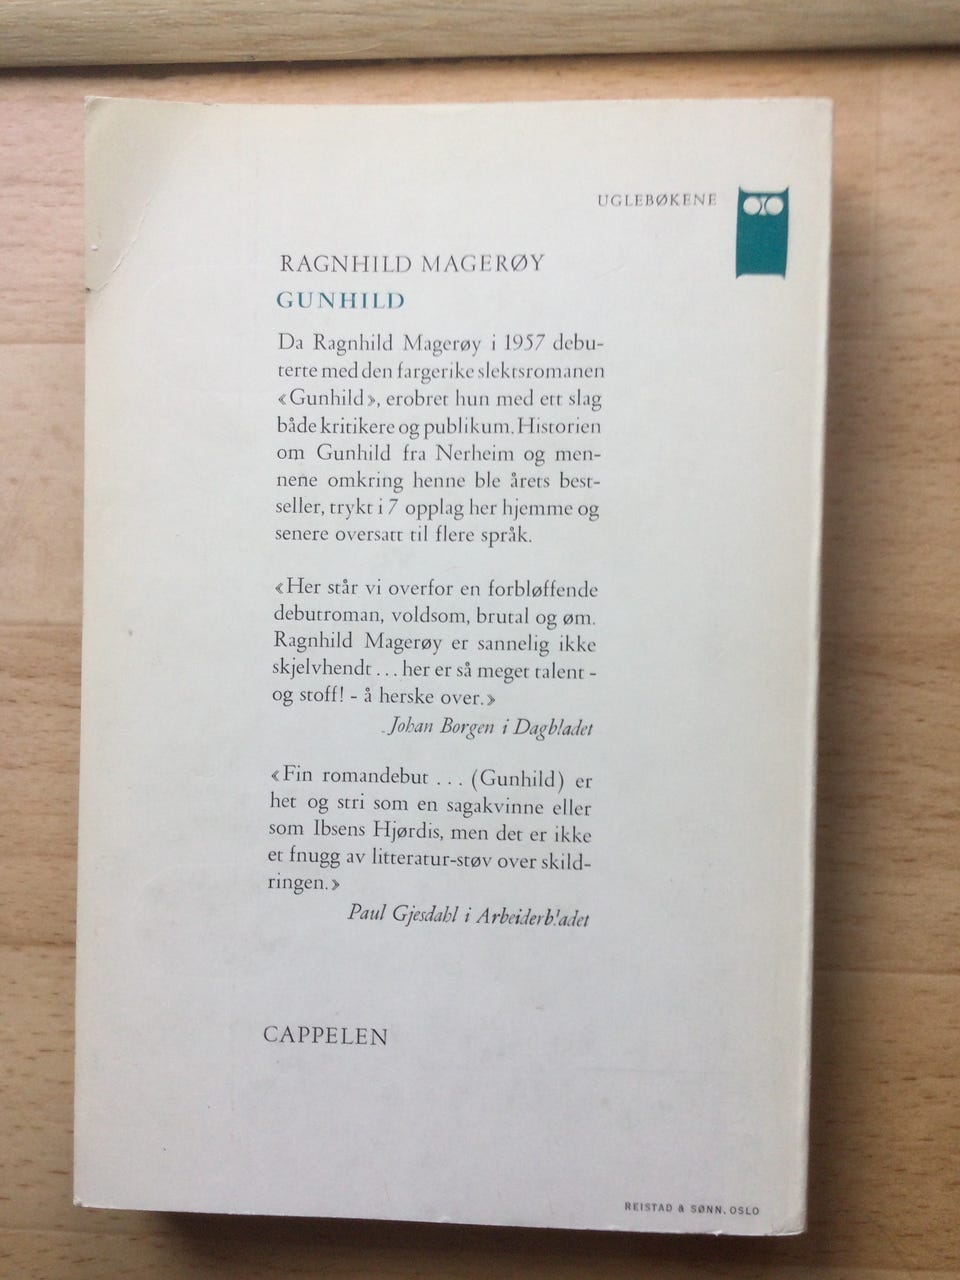 UGLEBØKENE
RAGNHILD MAGERØY
GUNHILD
Da Ragnhild Magerøy i 1957 debu-
terte med den fargerike slektsromanen
«Gunhild», erobret hun med ett slag
både kritikere og publikum. Historien
om Gunhild fra Nerheim og men-
nene omkring henne ble årets best-
seller, trykt i 7 opplag her hjemme og
senere oversatt til flere språk.
«Her står vi overfor en forbløffende
debutroman, voldsom, brutal og øm.
Ragnhild Magerøy er sannelig ikke
skjelvhendt ... her er så meget talent -
og stoff! - å herske over.»
Johan Borgen i Dagbladet
«Fin romandebut ... (Gunhild) er
het og stri som en sagakvinne eller
som Ibsens Hjørdis, men det er ikke
et fnugg av litteratur-støv over skild-
ringen.»
Paul Gjesdahl i Arbeiderbladet
CAPPELEN
REISTAD & SØNN, OSLO